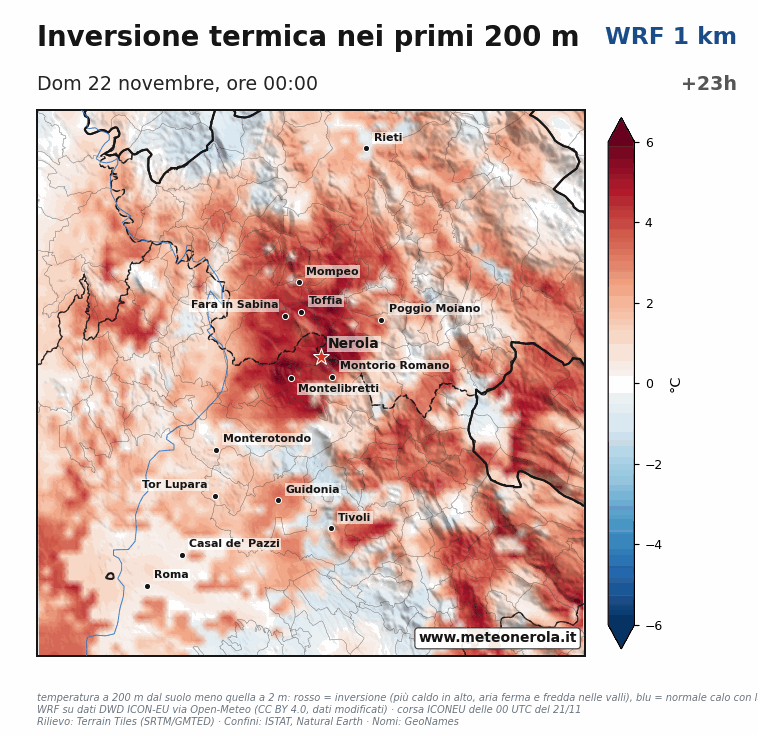 Inversione termica nei primi 200 m WRF 1 km
Dom 22 novembre, ore 00:00 +23h
Rieti
Mompeo
Fara in Sabina
Toffia
Poggio Moiano
Nerola
Montorio Romano
Montelibretti
Monterotondo
Tor Lupara
Guidonia
Tivoli
Casal de' Pazzi
Roma
www.meteonerola.it
6
4
2
0
−2
−4
−6
°C
temperatura a 200 m dal suolo meno quella a 2 m: rosso = inversione (più caldo in alto, aria ferma e fredda nelle valli), blu = normale calo con l
WRF su dati DWD ICON-EU via Open-Meteo (CC BY 4.0, dati modificati) · corsa ICONEU delle 00 UTC del 21/11
Rilievo: Terrain Tiles (SRTM/GMTED) · Confini: ISTAT, Natural Earth · Nomi: GeoNames